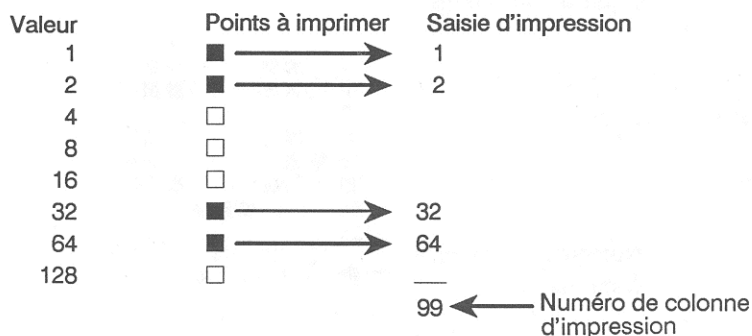 Valeur Points à imprimer Saisie d'impression
1 1
2 2
4
8
16
32 32
64 64
128
99 Numéro de colonne
d'impression